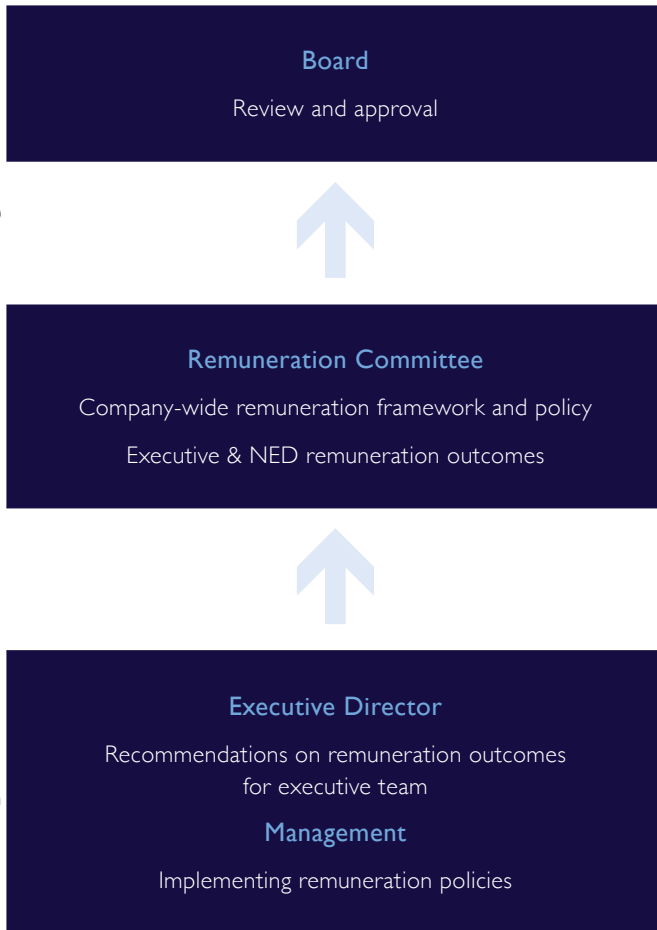 Board
Review and approval
Remuneration Committee
Company-wide remuneration framework and policy
Executive & NED remuneration outcomes
Executive Director
Recommendations on remuneration outcomes
for executive team
Management
Implementing remuneration policies